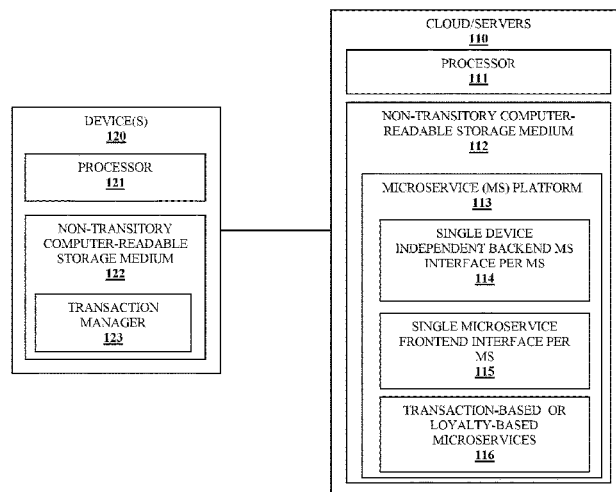 CLOUD/SERVERS
110
PROCESSOR
111
NON-TRANSITORY COMPUTER-
READABLE STORAGE MEDIUM
112
MICROSERVICE (MS) PLATFORM
113
SINGLE DEVICE
INDEPENDENT BACKEND MS
INTERFACE PER MS
114
SINGLE MICROSERVICE
FRONTEND INTERFACE PER
MS
115
TRANSACTION-BASED OR
LOYALTY-BASED
MICROSERVICES
116
DEVICE(S)
120
PROCESSOR
121
NON-TRANSITORY
COMPUTER-READABLE
STORAGE MEDIUM
122
TRANSACTION
MANAGER
123